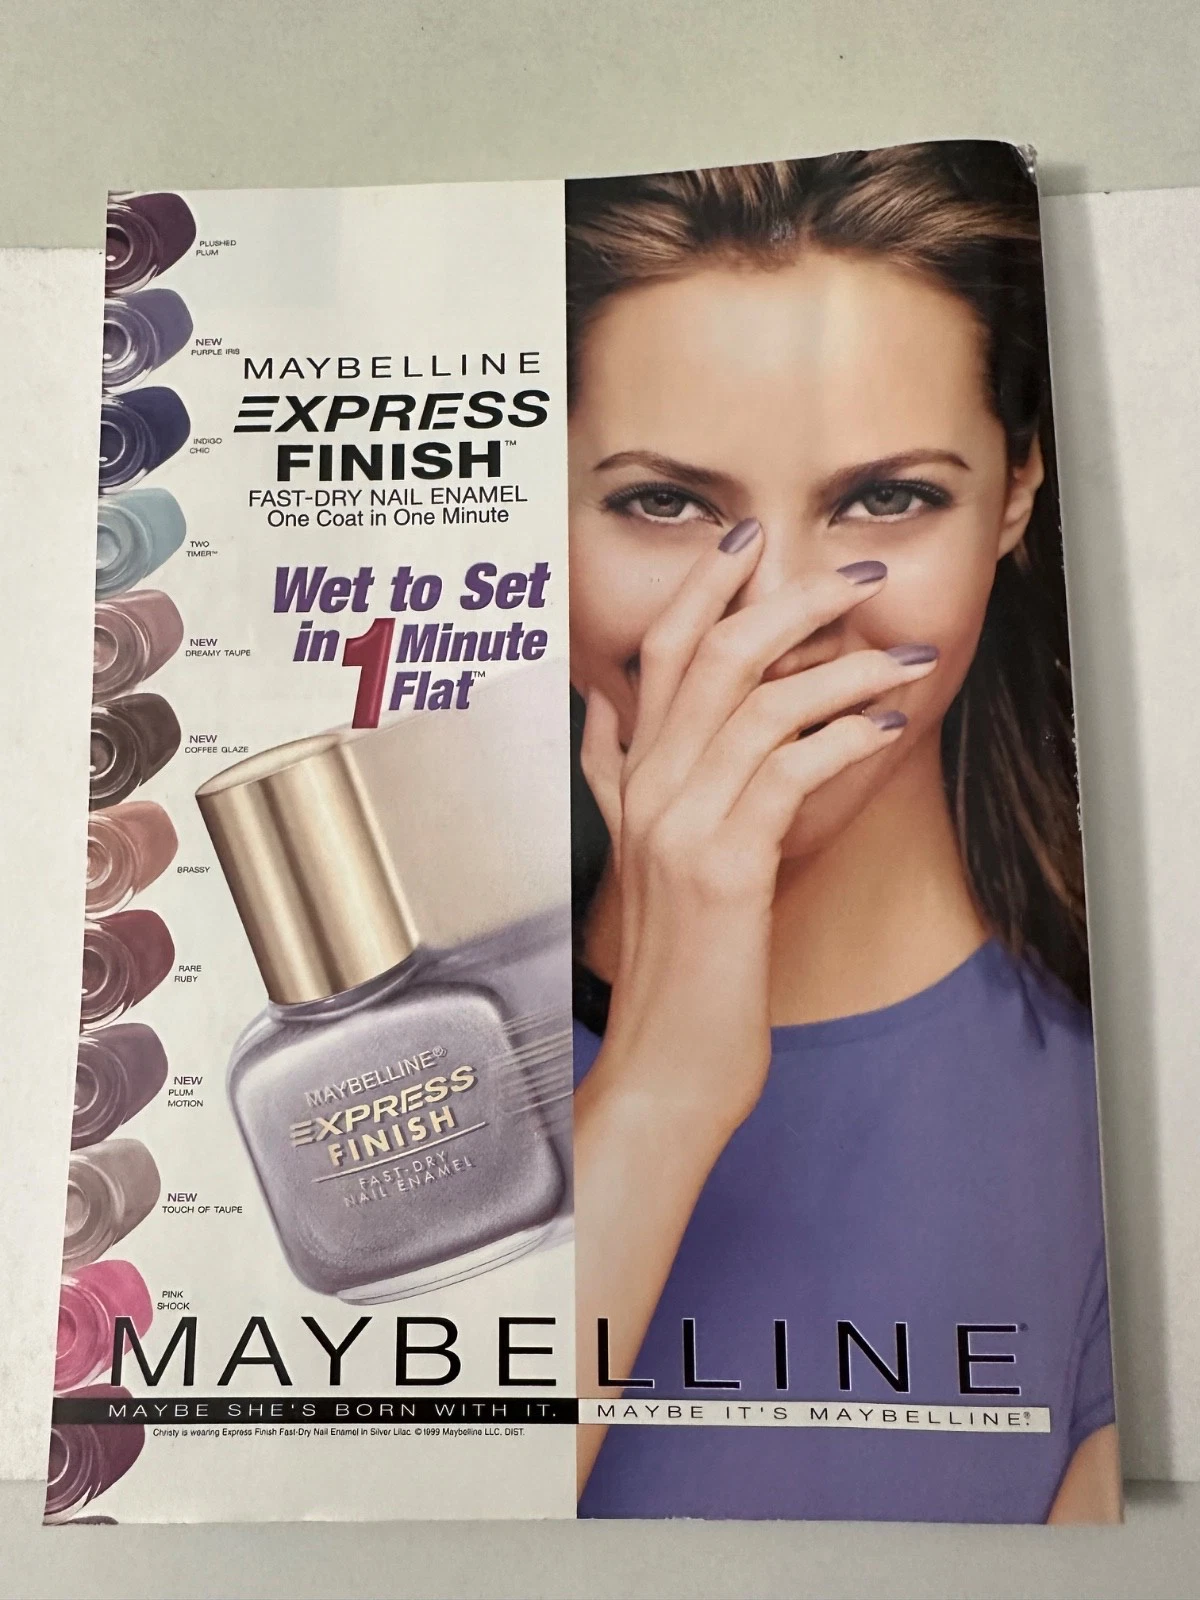 PLUSHED
PLUM
NEW
PURPLE IRIS
INDIGO
CHIC
TWO
TIMER™
NEW
DREAMY TAUPE
NEW
COFFEE GLAZE
BRASSY
RARE
RUBY
NEW
PLUM
MOTION
NEW
TOUCH OF TAUPE
PINK
SHOCK
MAYBELLINE
EXPRESS
FINISH™
FAST-DRY NAIL ENAMEL
One Coat in One Minute
Wet to Set
in 1 Minute
Flat™
MAYBELLINE®
EXPRESS
FINISH
FAST-DRY
NAIL ENAMEL
MAYBELLINE®
MAYBE SHE'S BORN WITH IT. MAYBE IT'S MAYBELLINE.®
Christy is wearing Express Finish Fast-Dry Nail Enamel in Silver Lilac. ©1999 Maybelline LLC, DIST.